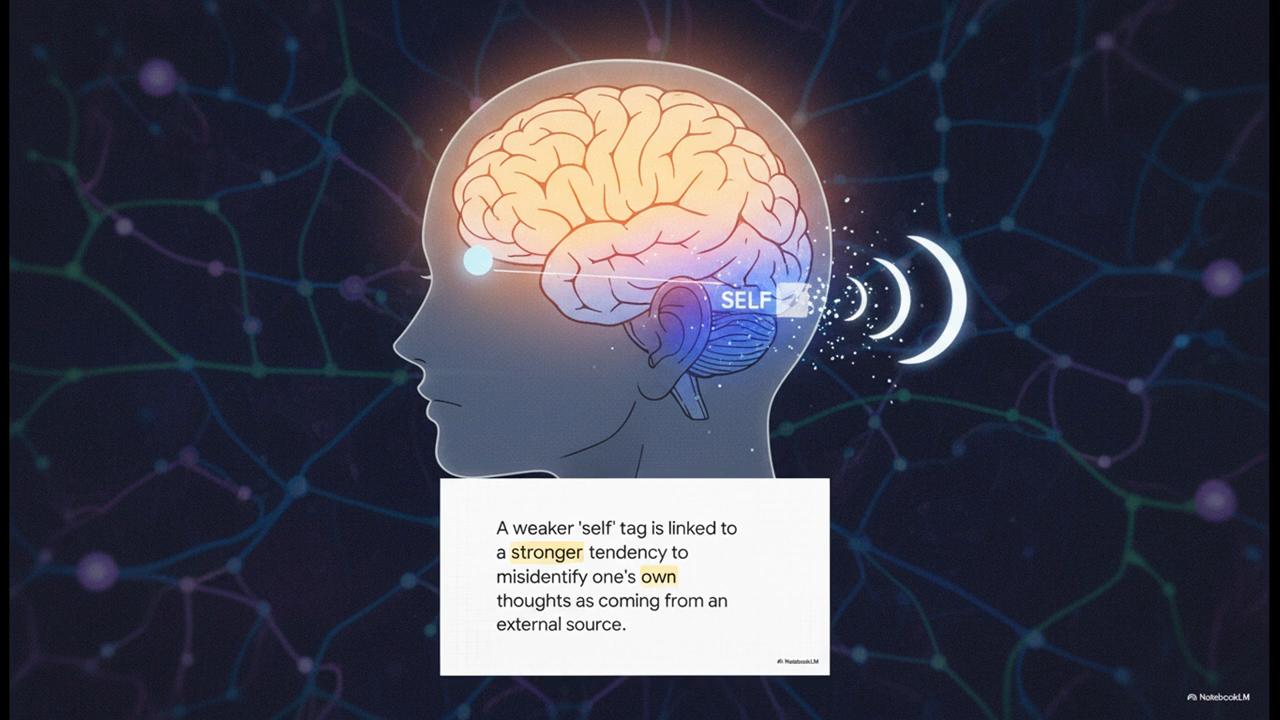 SELF
A weaker 'self' tag is linked to
a stronger tendency to
misidentify one's own
thoughts as coming from an
external source.
NotebookLM
NotebookLM